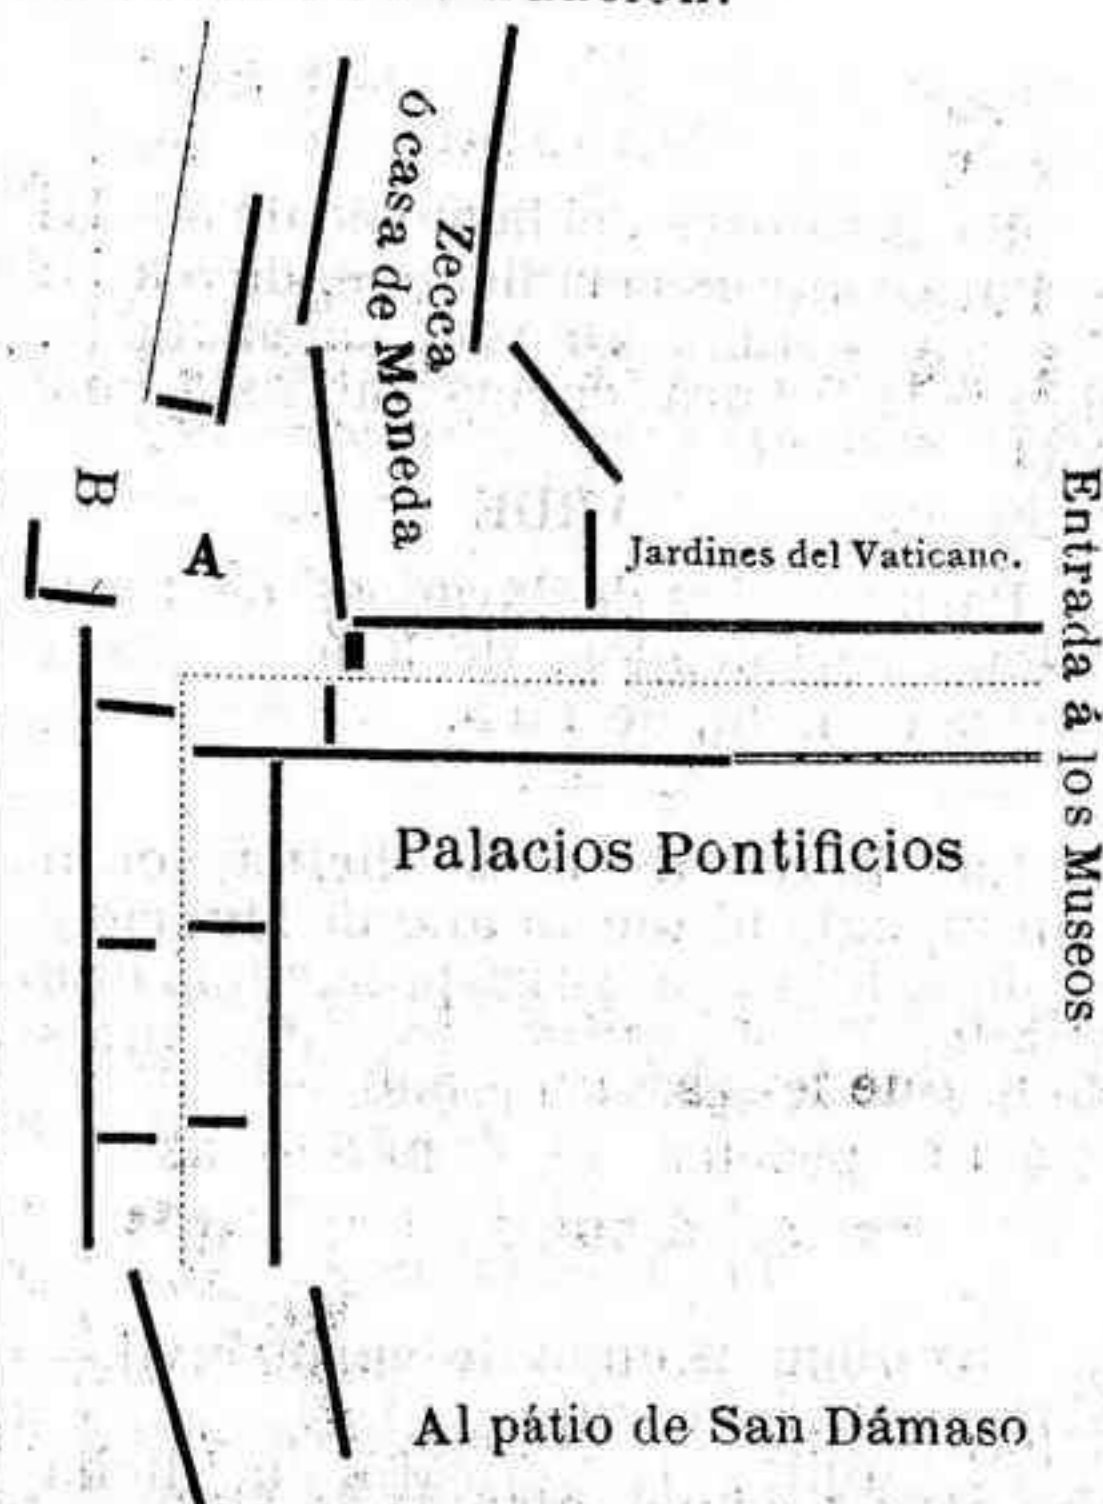 Zecca
ó casa de Moneda
B
A
Jardines del Vaticano.
Entrada á los Museos
Palacios Pontificios
Al pátio de San Dámaso